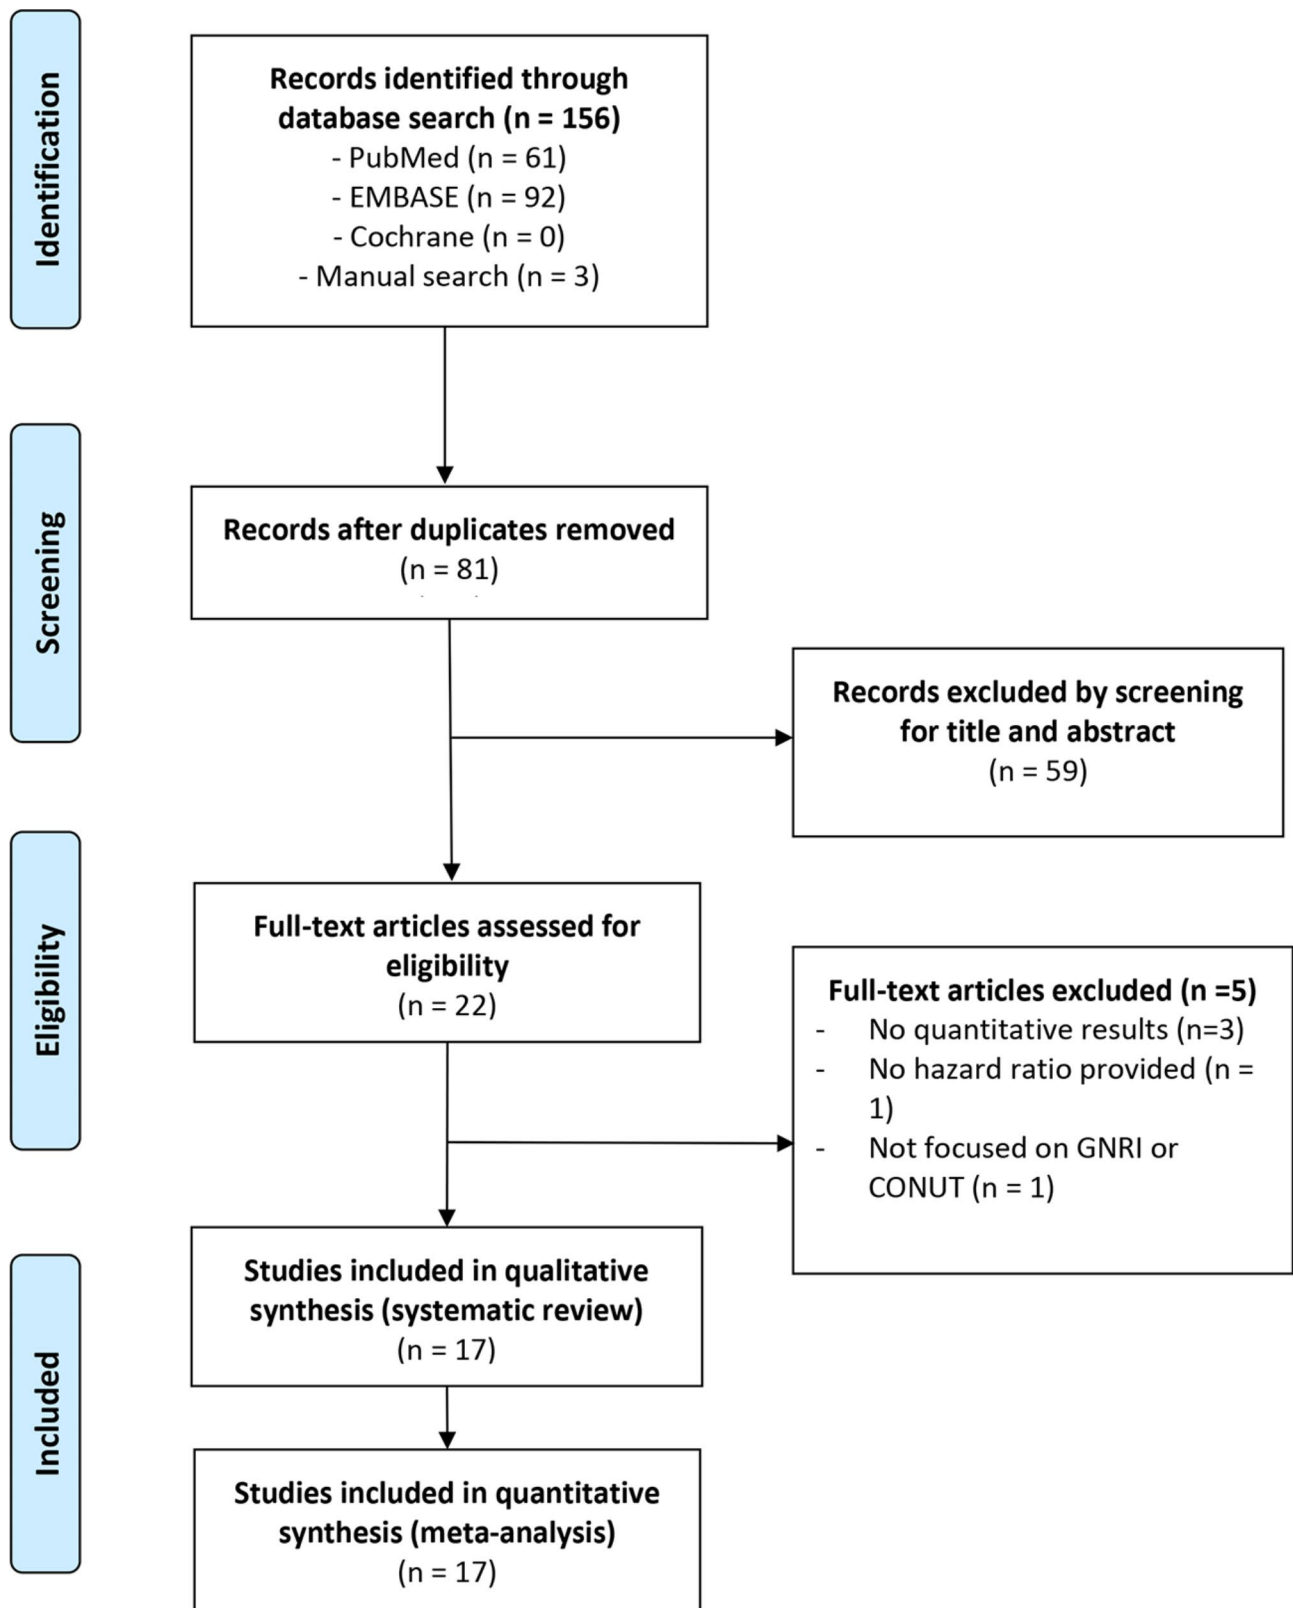 Identification
Records identified through
database search (n = 156)
- PubMed (n = 61)
- EMBASE (n = 92)
- Cochrane (n = 0)
- Manual search (n = 3)
Screening
Records after duplicates removed
(n = 81)
Records excluded by screening
for title and abstract
(n = 59)
Eligibility
Full-text articles assessed for
eligibility
(n = 22)
Full-text articles excluded (n =5)
- No quantitative results (n=3)
- No hazard ratio provided (n =
1)
- Not focused on GNRI or
CONUT (n = 1)
Included
Studies included in qualitative
synthesis (systematic review)
(n = 17)
Studies included in quantitative
synthesis (meta-analysis)
(n = 17)